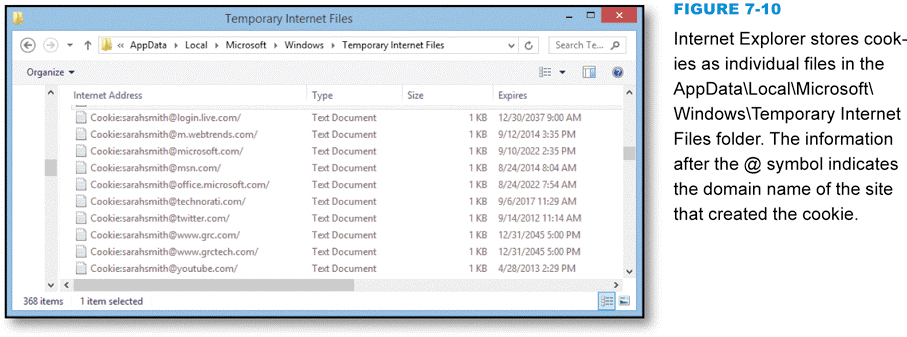 Temporary Internet Files
« AppData ▸ Local ▸ Microsoft ▸ Windows ▸ Temporary Internet Files
Search Te...
Organize
Internet Address Type Size Expires
Cookie:sarahsmith@login.live.com/ Text Document 1 KB 12/30/2037 9:00 AM
Cookie:sarahsmith@m.webtrends.com/ Text Document 1 KB 9/12/2014 3:35 PM
Cookie:sarahsmith@microsoft.com/ Text Document 1 KB 9/10/2022 2:35 PM
Cookie:sarahsmith@msn.com/ Text Document 1 KB 8/24/2014 8:04 AM
Cookie:sarahsmith@office.microsoft.com/ Text Document 1 KB 8/24/2022 7:54 AM
Cookie:sarahsmith@technorati.com/ Text Document 1 KB 9/6/2017 11:29 AM
Cookie:sarahsmith@twitter.com/ Text Document 1 KB 9/14/2012 11:14 AM
Cookie:sarahsmith@www.grc.com/ Text Document 1 KB 12/31/2045 5:00 PM
Cookie:sarahsmith@www.grctech.com/ Text Document 1 KB 12/31/2045 5:00 PM
Cookie:sarahsmith@youtube.com/ Text Document 1 KB 4/28/2013 2:29 PM
368 items 1 item selected
FIGURE 7-10
Internet Explorer stores cook-
ies as individual files in the
AppData\Local\Microsoft\
Windows\Temporary Internet
Files folder. The information
after the @ symbol indicates
the domain name of the site
that created the cookie.